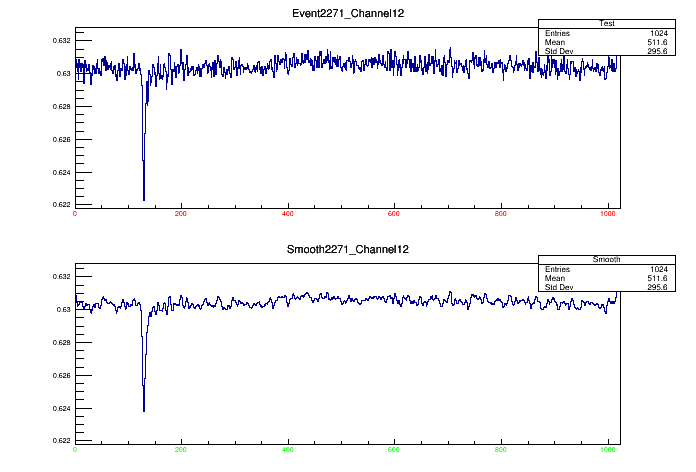 Event2271_Channel12
Test
Entries 1024
Mean 511.6
Std Dev 295.6
0.632
0.63
0.628
0.626
0.624
0.622
0 200 400 600 800 1000
Smooth2271_Channel12
Smooth
Entries 1024
Mean 511.6
Std Dev 295.6
0.632
0.63
0.628
0.626
0.624
0.622
0 200 400 600 800 1000